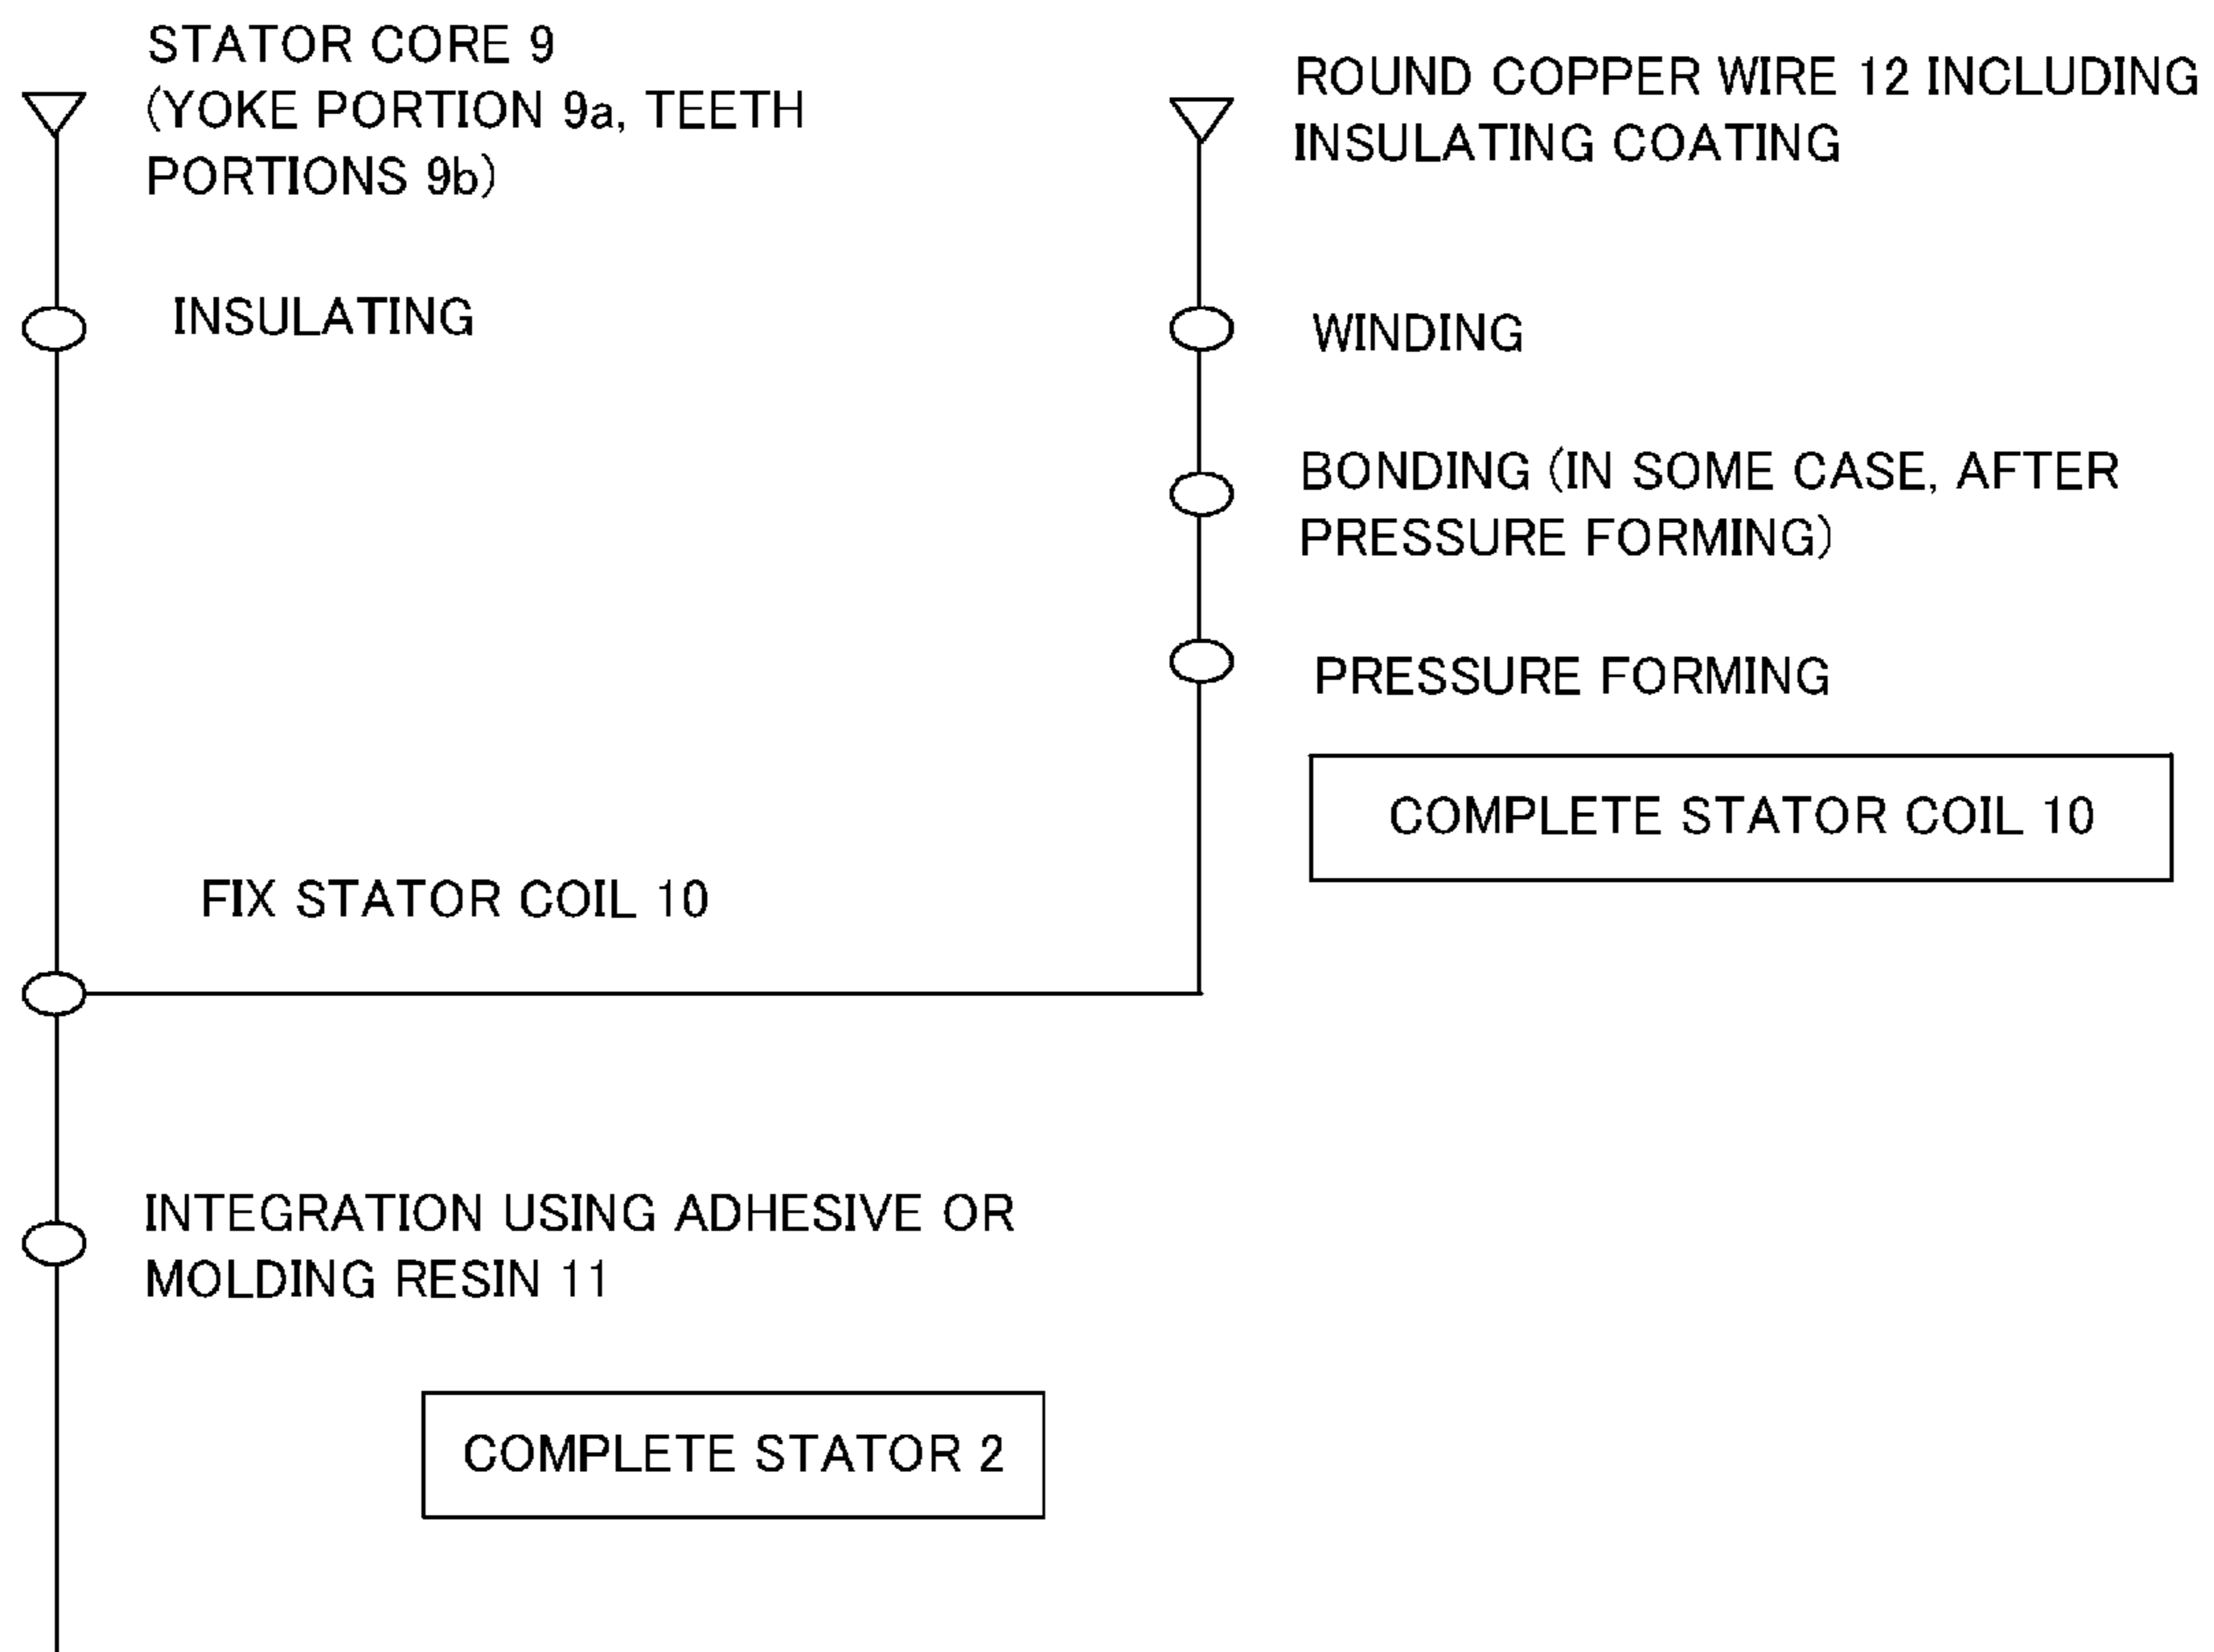 STATOR CORE 9
(YOKE PORTION 9a, TEETH
PORTIONS 9b)
INSULATING
ROUND COPPER WIRE 12 INCLUDING
INSULATING COATING
WINDING
BONDING (IN SOME CASE, AFTER
PRESSURE FORMING)
PRESSURE FORMING
COMPLETE STATOR COIL 10
FIX STATOR COIL 10
INTEGRATION USING ADHESIVE OR
MOLDING RESIN 11
COMPLETE STATOR 2